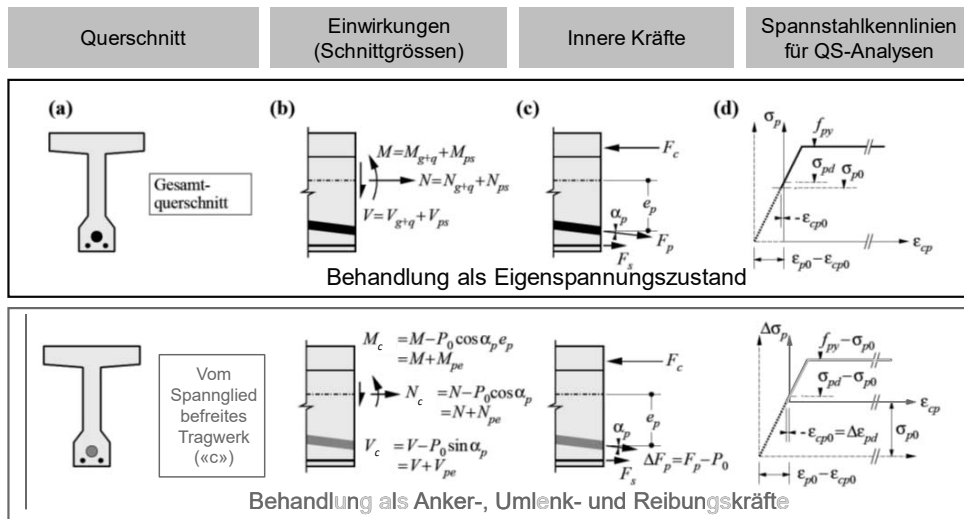 Querschnitt
Einwirkungen
(Schnittgrössen)
Innere Kräfte
Spannstahlkennlinien
für QS-Analysen
(a)
Gesamt-
querschnitt
(b)
M=M_{g+q}+M_{ps}
N=N_{g+q}+N_{ps}
V=V_{g+q}+V_{ps}
(c)
F_c
e_p
α_p
F_p
F_s
(d)
σ_p
f_{py}
σ_{pd}
σ_{p0}
-ε_{cp0}
ε_{cp}
ε_{p0}-ε_{cp0}
Behandlung als Eigenspannungszustand
Vom
Spannglied
befreites
Tragwerk
(«c»)
M_c =M-P_0 cos α_p e_p
=M+M_{pe}
N_c =N-P_0 cos α_p
=N+N_{pe}
V_c =V-P_0 sin α_p
=V+V_{pe}
F_c
e_p
α_p
ΔF_p=F_p-P_0
F_s
Δσ_p
f_{py}-σ_{p0}
σ_{pd}-σ_{p0}
ε_{cp}
-ε_{cp0}=Δε_{pd}
σ_{p0}
ε_{p0}-ε_{cp0}
Behandlung als Anker-, Umlenk- und Reibungskräfte